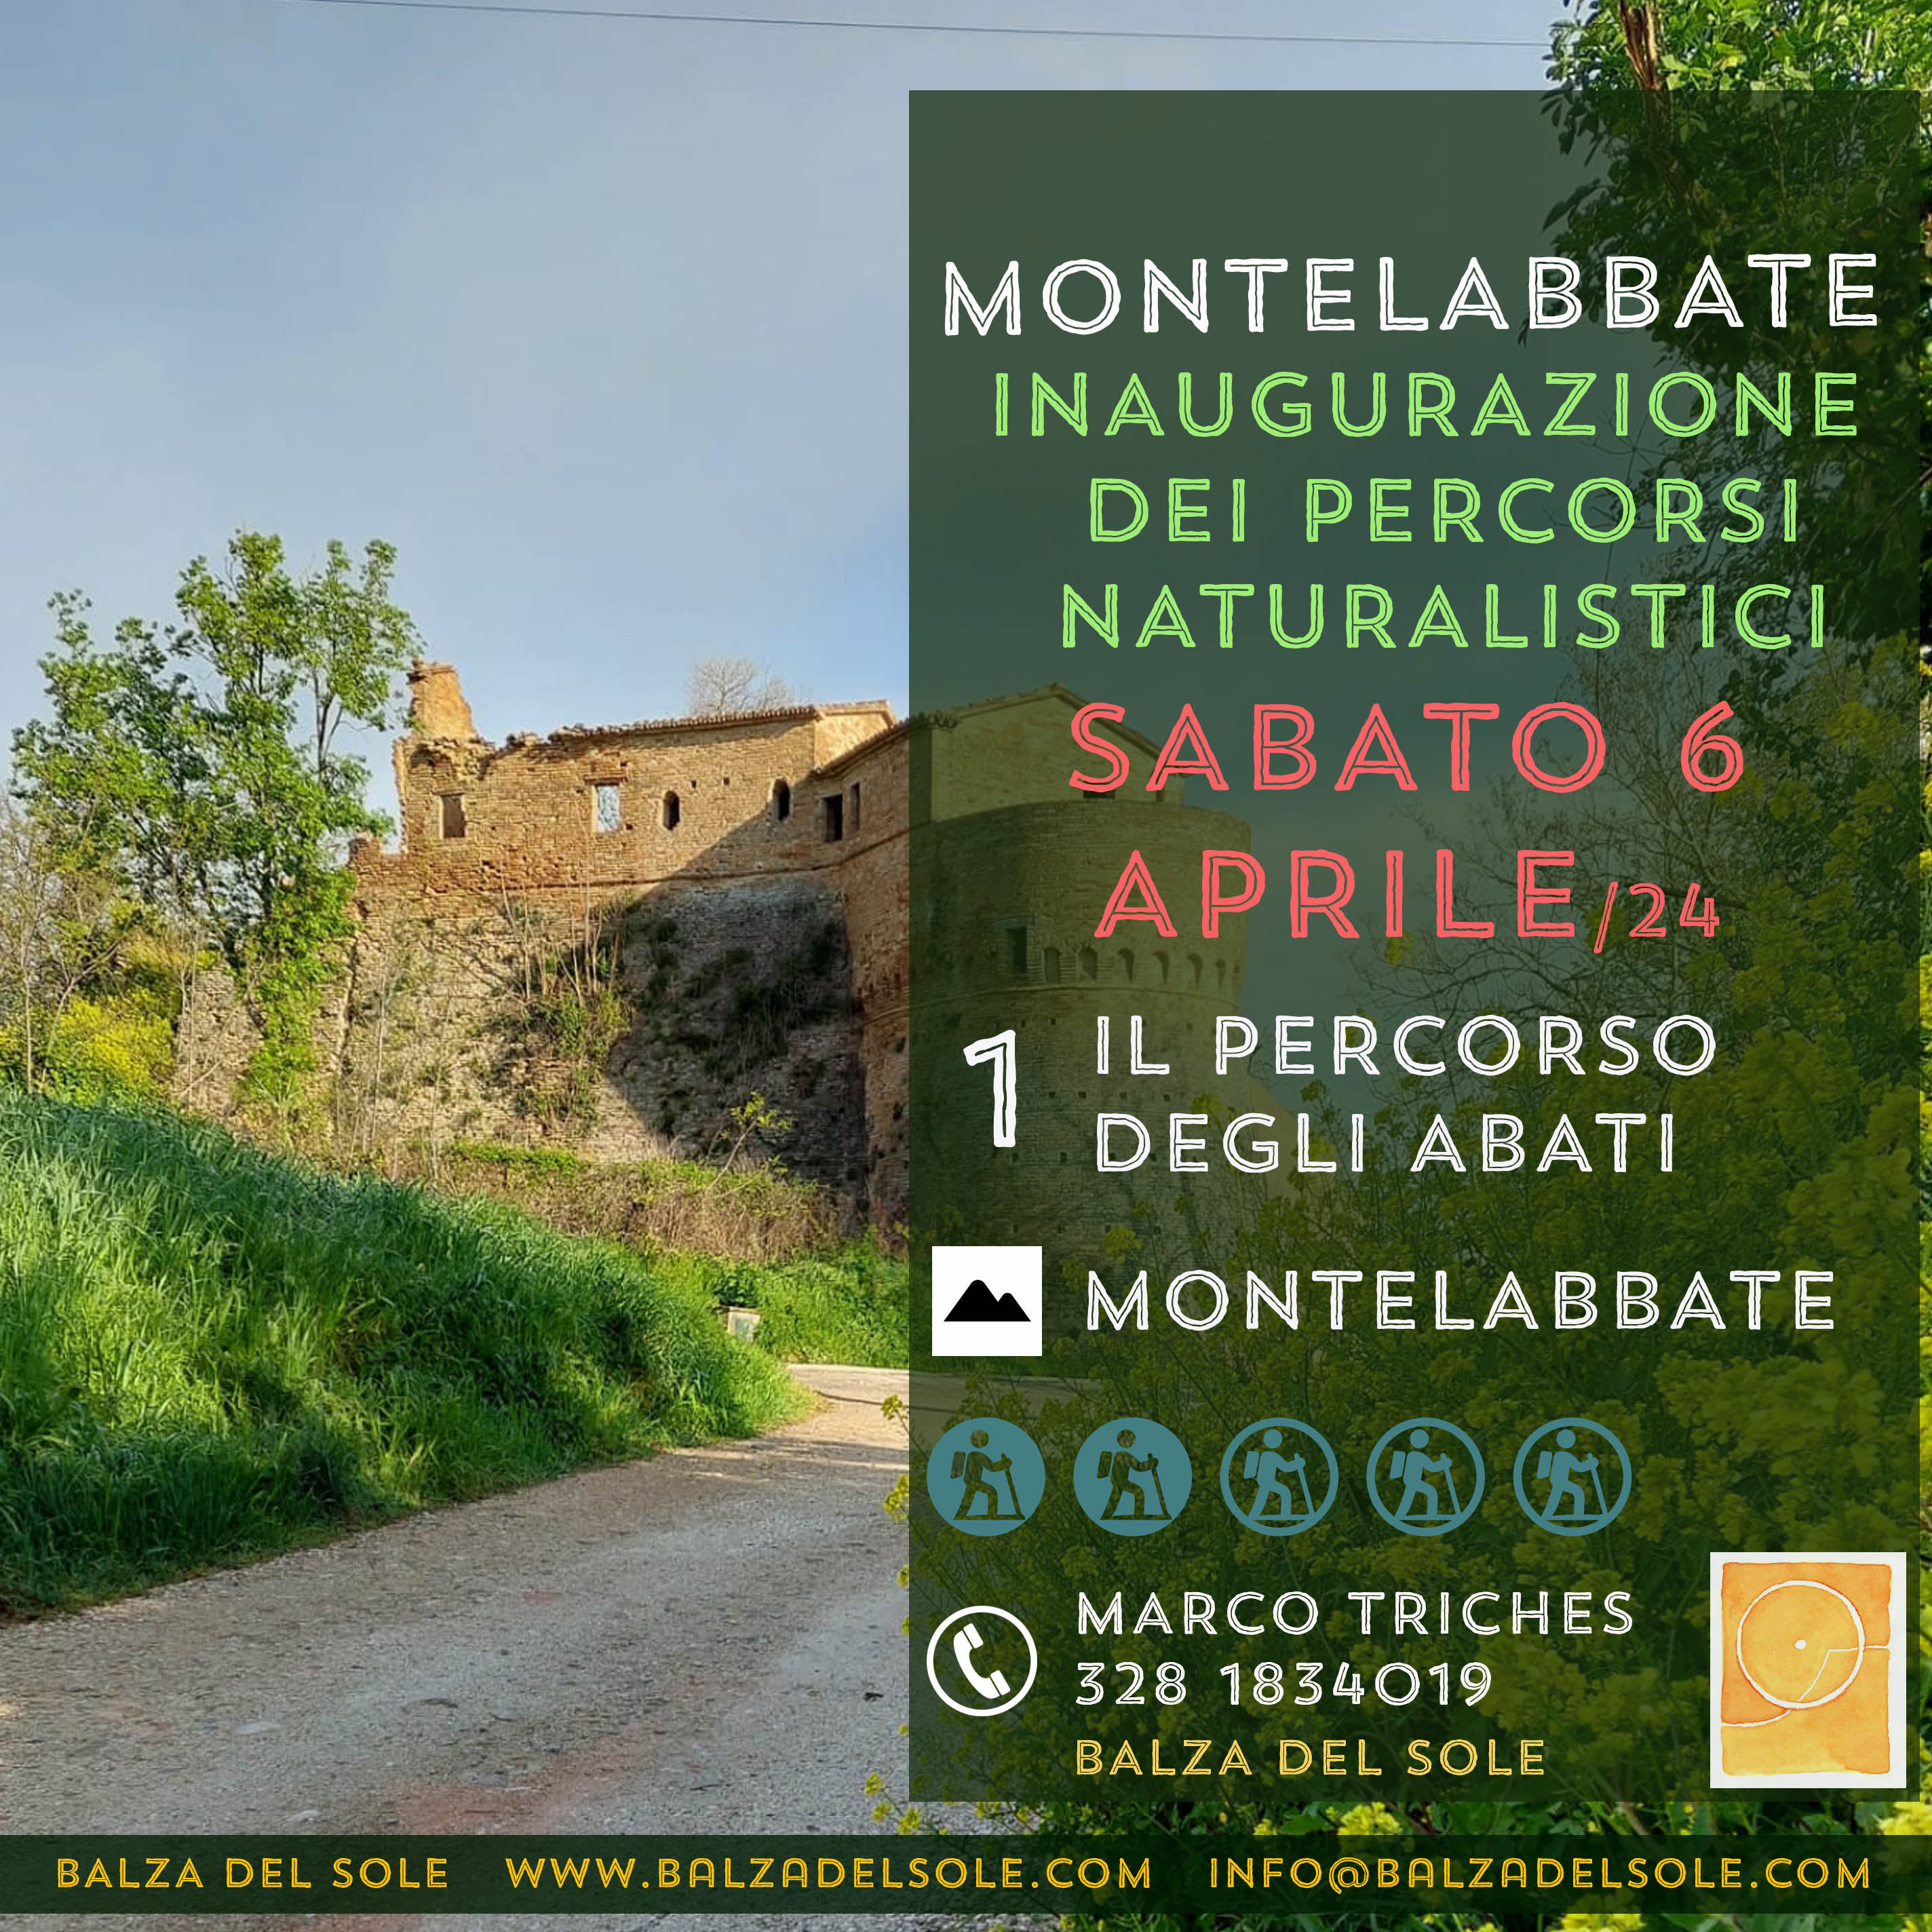 MONTELABBATE
INAUGURAZIONE
DEI PERCORSI
NATURALISTICI
SABATO 6
APRILE/24
1 IL PERCORSO
DEGLI ABATI
MONTELABBATE
MARCO TRICHES
328 1834019
BALZA DEL SOLE
BALZA DEL SOLE WWW.BALZADELSOLE.COM INFO@BALZADELSOLE.COM